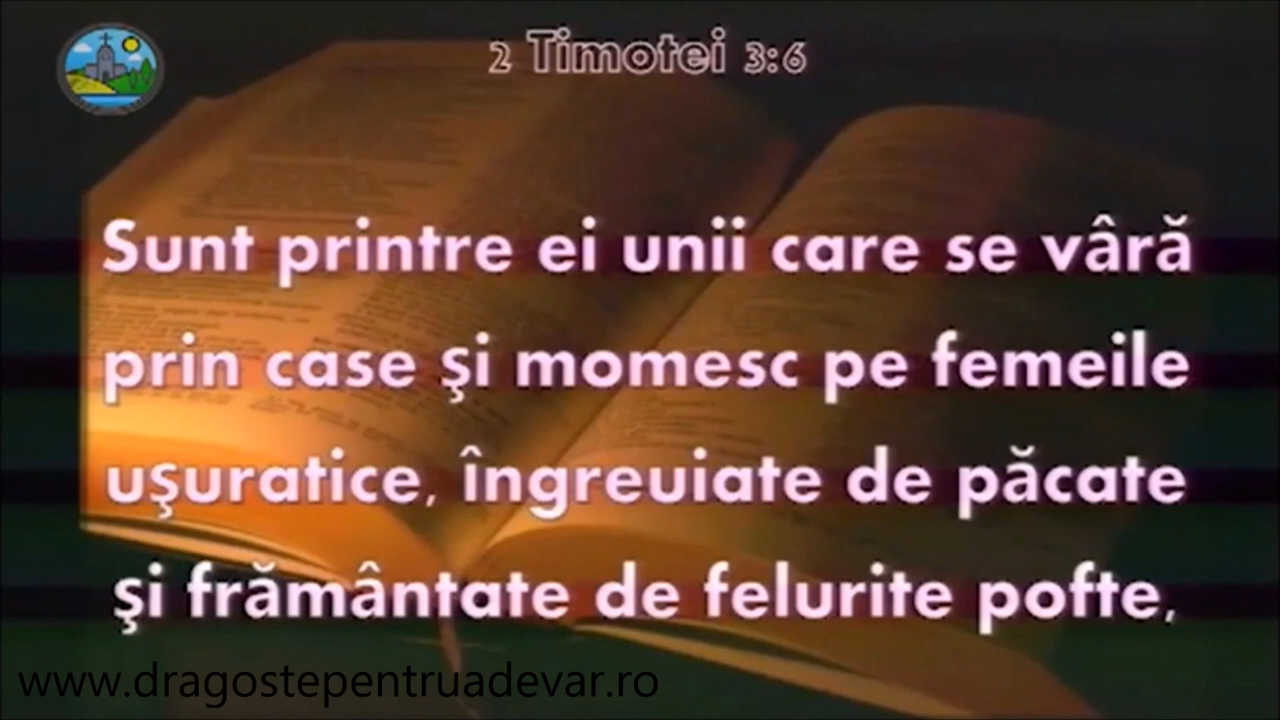 2 Timotei 3:6
Sunt printre ei unii care se vâră
prin case şi momesc pe femeile
uşuratice, îngreuiate de păcate
şi frământate de felurite pofte,
www.dragostepentruadevar.ro